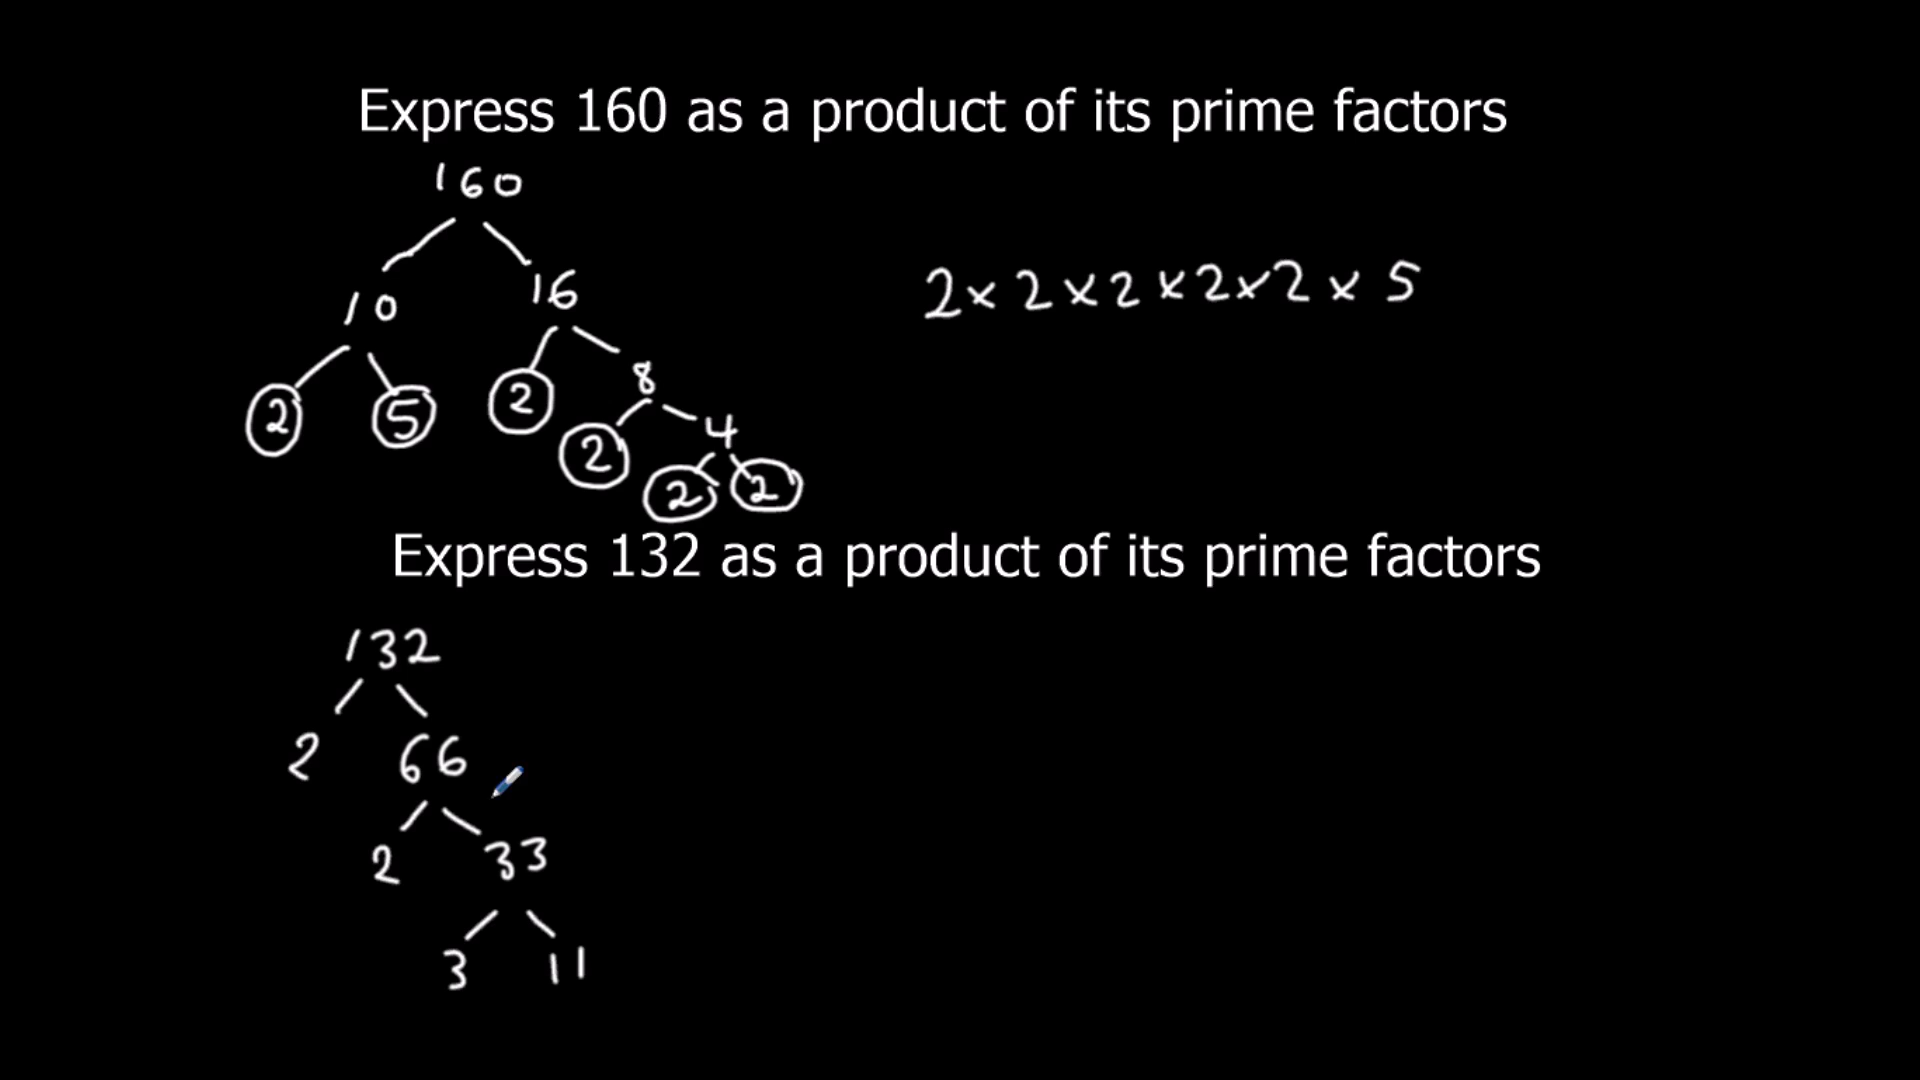 Express 160 as a product of its prime factors
160
10 16
2 × 2 × 2 × 2 × 2 × 5
2 5 2 8
2 4
2 2
Express 132 as a product of its prime factors
132
2 66
2 33
3 11